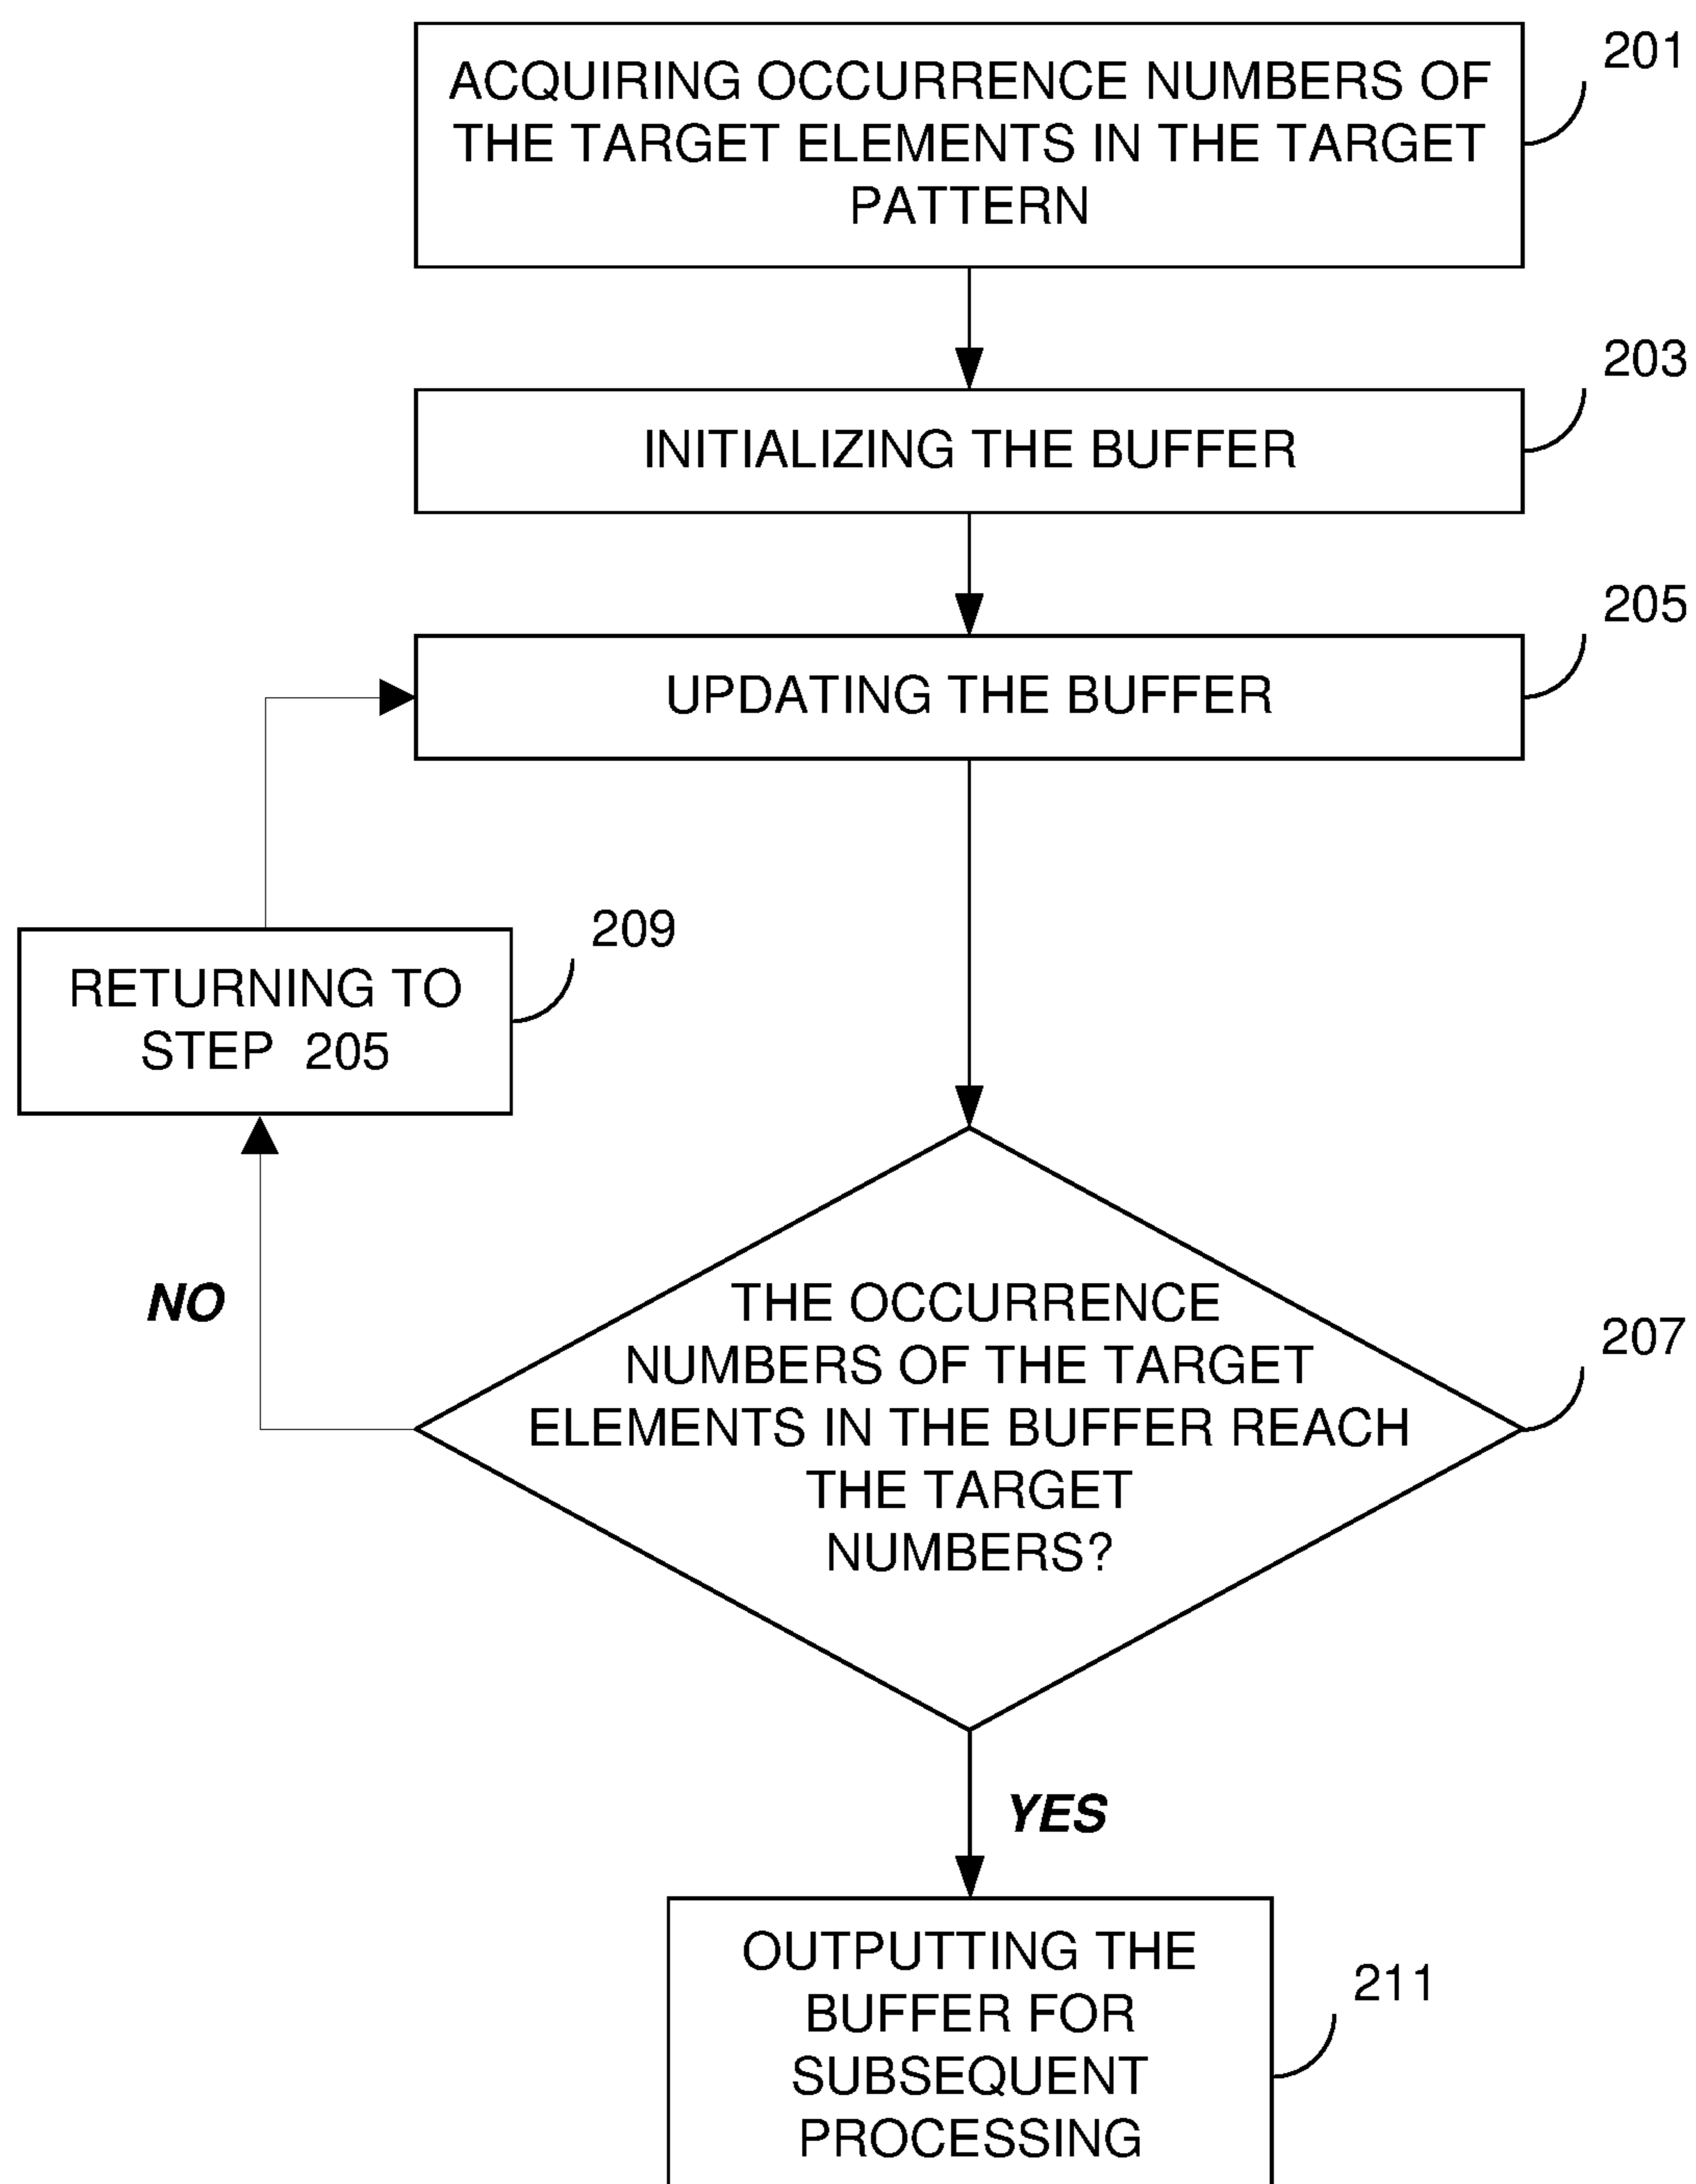 201
ACQUIRING OCCURRENCE NUMBERS OF
THE TARGET ELEMENTS IN THE TARGET
PATTERN
203
INITIALIZING THE BUFFER
205
UPDATING THE BUFFER
209
RETURNING TO
STEP 205
NO
207
THE OCCURRENCE
NUMBERS OF THE TARGET
ELEMENTS IN THE BUFFER REACH
THE TARGET
NUMBERS?
YES
211
OUTPUTTING THE
BUFFER FOR
SUBSEQUENT
PROCESSING